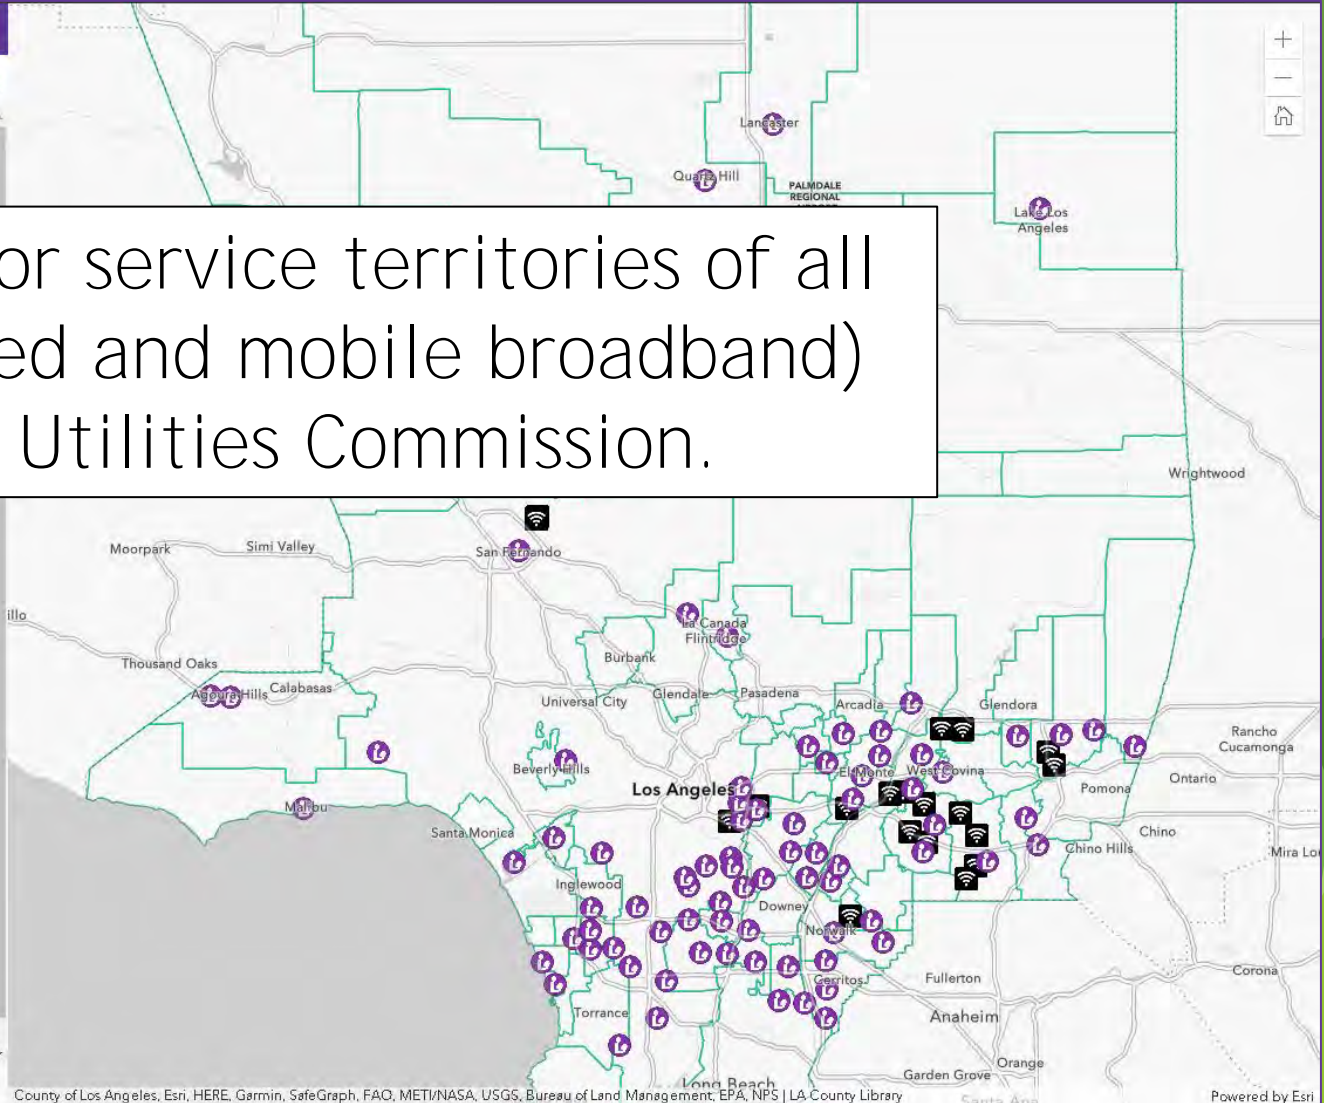 Lancaster
Quartz Hill
PALMDALE
REGIONAL
Lake Los
Angeles
or service territories of all
ed and mobile broadband)
Utilities Commission.
Wrightwood
Moorpark
Simi Valley
San Fernando
illo
La Canada
Flintridge
Burbank
Thousand Oaks
Agoura Hills
Calabasas
Universal City
Glendale
Pasadena
Arcadia
Glendora
Rancho
Cucamonga
Beverly Hills
El Monte
West Covina
Ontario
Los Angeles
Pomona
Malibu
Santa Monica
Chino
Chino Hills
Mira Lo
Inglewood
Downey
Norwalk
Cerritos
Fullerton
Corona
Torrance
Anaheim
Orange
Garden Grove
Long Beach
Santa Ana
County of Los Angeles, Esri, HERE, Garmin, SafeGraph, FAO, METI/NASA, USGS, Bureau of Land Management, EPA, NPS | LA County Library
Powered by Esri